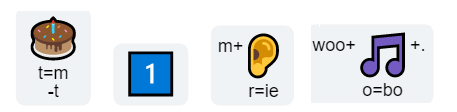 t=m
-t
1
m+
r=ie
woo+ +.
o=bo